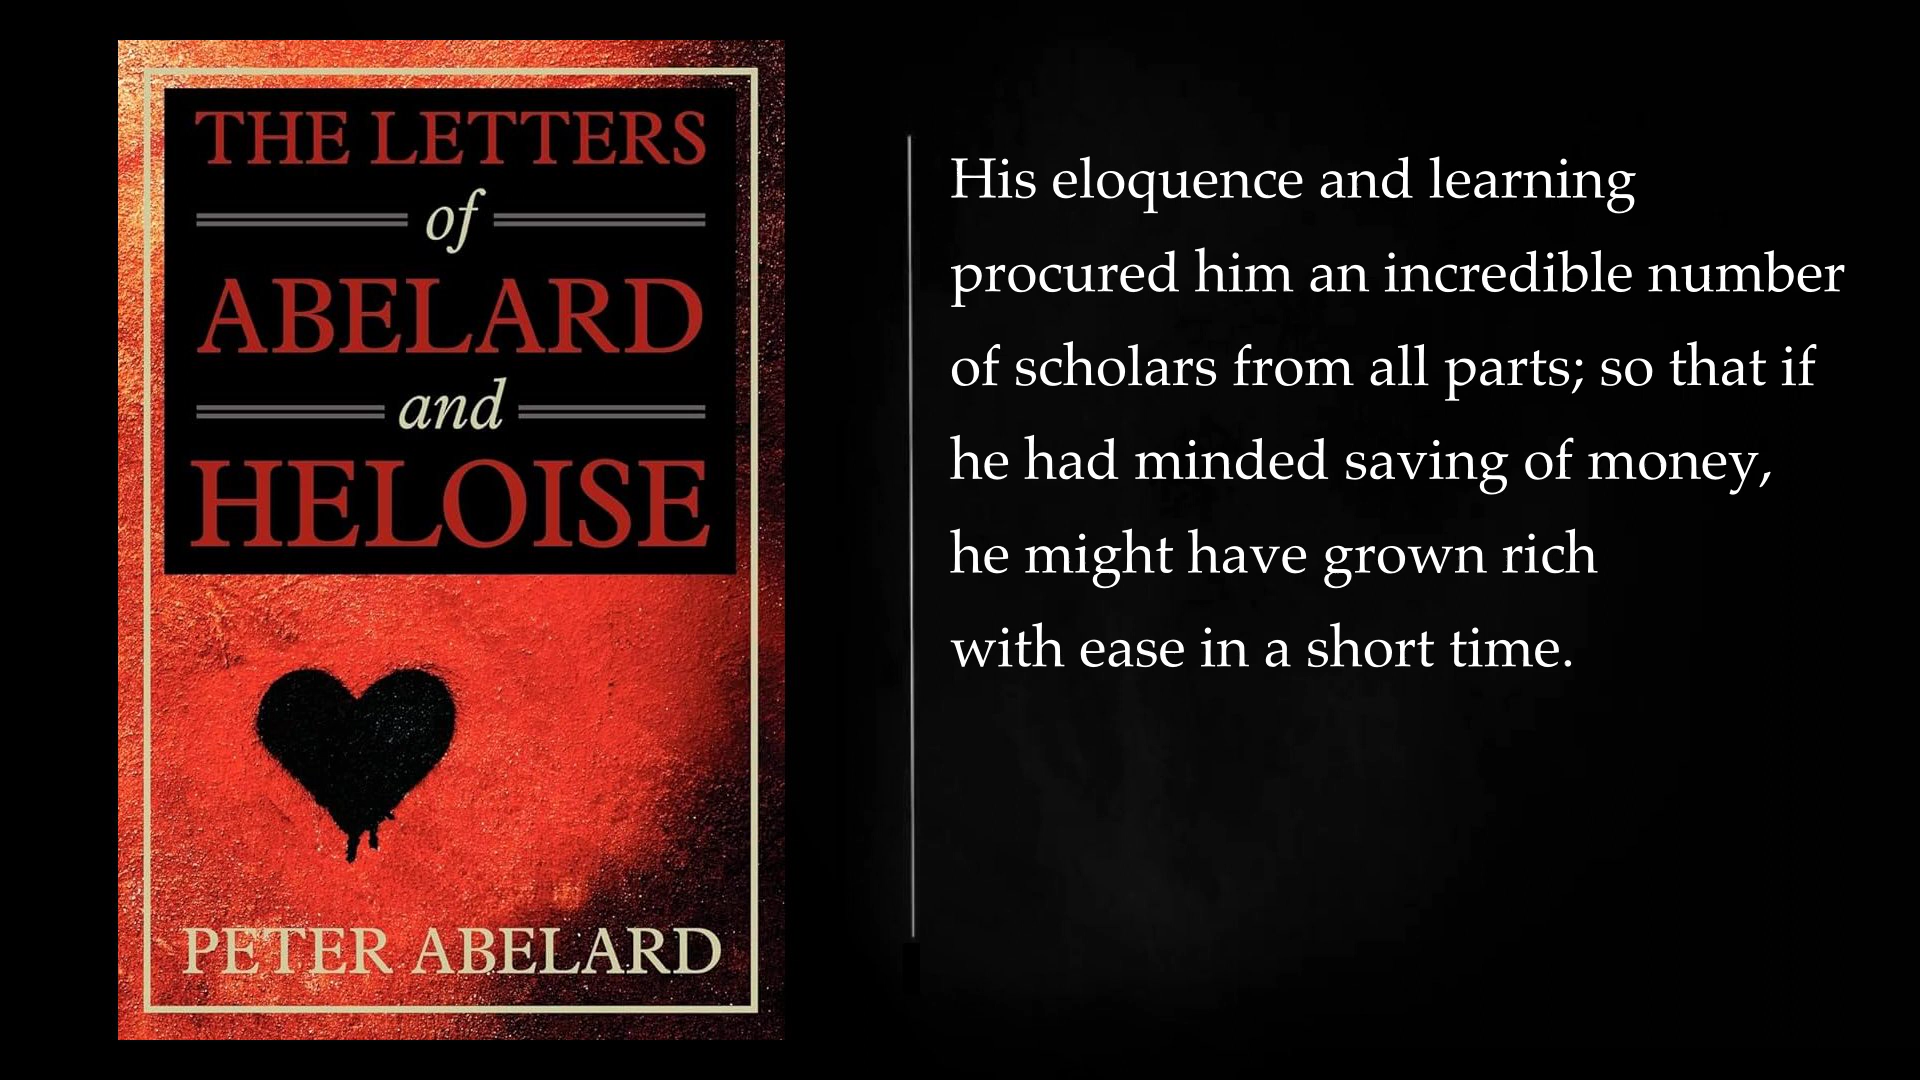 THE LETTERS
of
ABELARD
and
HELOISE
PETER ABELARD
His eloquence and learning
procured him an incredible number
of scholars from all parts; so that if
he had minded saving of money,
he might have grown rich
with ease in a short time.